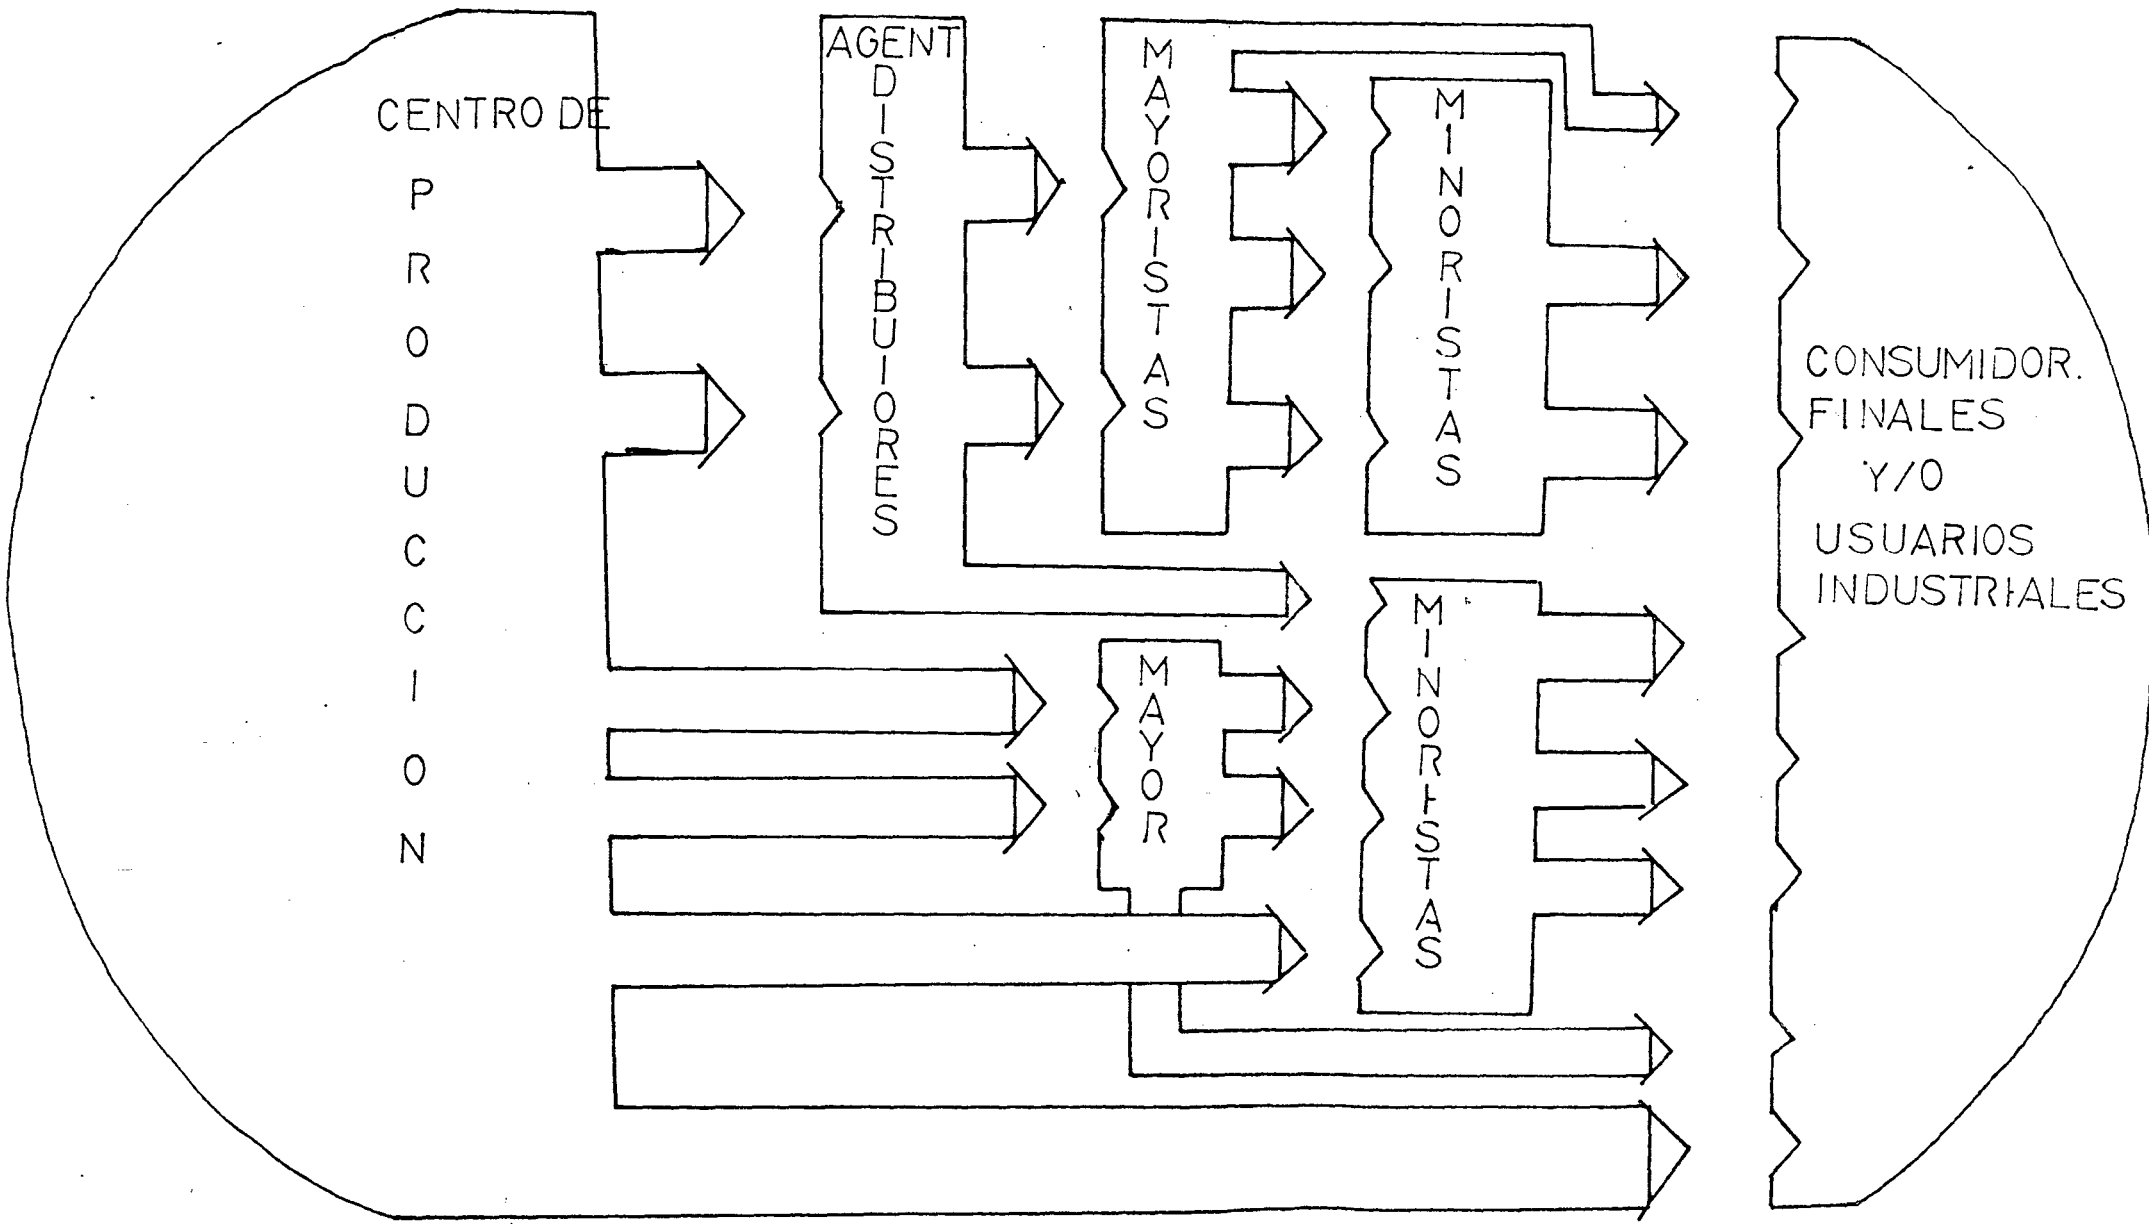 CENTRO DE
PRODUCCION
AGENT
DISTRIBUIORES
MAYORISTAS
MINORISTAS
MAYOR
MINORISTAS
CONSUMIDOR.
FINALES
Y/O
USUARIOS
INDUSTRIALES